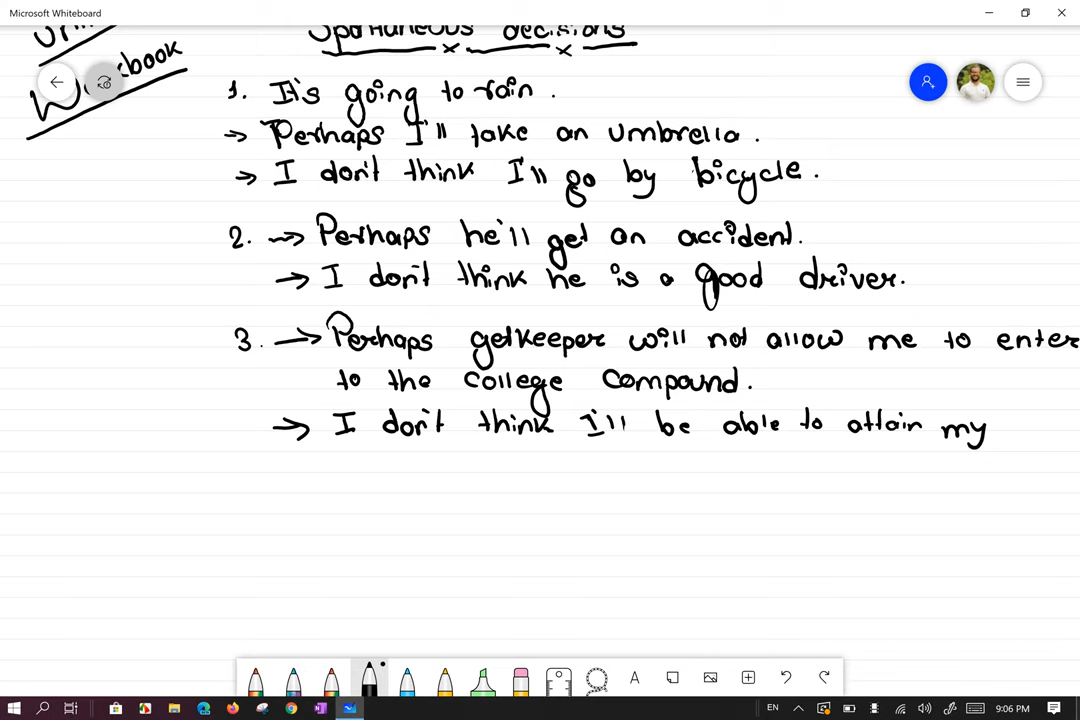 Microsoft Whiteboard
Workbook
Spontaneous decisions
1. It's going to rain.
→ Perhaps I'll take an umbrella.
→ I don't think I'll go by bicycle.
2. → Perhaps he'll get an accident.
→ I don't think he is a good driver.
3. → Perhaps getkeeper will not allow me to enter
to the college compound.
→ I don't think I'll be able to attain my
A
EN
9:06 PM